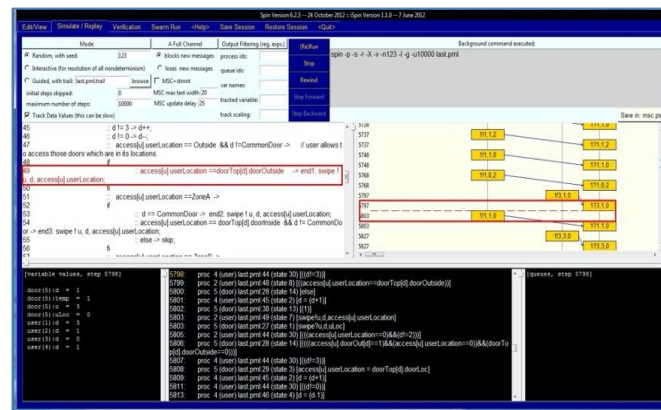 Spin Version 6.2.3 -- 24 October 2012 :: iSpin Version 1.1.0 -- 7 June 2012
Edit/View Simulate / Replay Verification Swarm Run <Help> Save Session Restore Session <Quit>
Mode
Random, with seed: 123
Interactive (for resolution of all nondeterminism)
Guided, with trail: last.pml.trail browse
initial steps skipped: 0
maximum number of steps: 10000
Track Data Values (this can be slow)
A Full Channel
blocks new messages
loses new messages
MSC+stmnt
MSC max text width 20
MSC update delay 25
Output Filtering (reg. exps.)
process ids:
queue ids:
var names:
tracked variable:
track scaling:
(Re)Run
Stop
Rewind
Step Forward
Step Backward
Background command executed:
spin -p -s -r -X -v -n123 -l -g -u10000 last.pml
Save in: msc.ps
45 :: d != 3 -> d++;
46 :: d != 0 -> d--;
47 :: access[u].userLocation == Outside && d !=CommonDoor -> // user allows t
o access those doors which are in its locations.
48 if
49 :: access[u].userLocation ==doorTop[d].doorOutside -> end1: swipe !
u, d, access[u].userLocation;
50 fi
51 :: access[u].userLocation ==ZoneA ->
52 if
53 :: d == CommonDoor -> end2: swipe ! u, d, access[u].userLocation;
54 :: access[u].userLocation == doorTop[d].doorInside && d != CommonDo
or -> end3: swipe ! u, d, access[u].userLocation;
55 :: else -> skip;
56 fi
5728
5737
5737 1!1,1,2
5748 1?1,1,0
5748 1!1,1,0
5768 1?1,0,2
5768 1!1,0,2
5797 1!3,1,0
5797 1?3,1,0
5803 1!1,1,0
5803 1?1,1,0
5827 1!3,3,0
5827 1?3,3,0
[variable values, step 5798]
door(5):d = 1
door(5):temp = 1
door(5):u = 3
door(5):uLoc = 0
user(1):d = 3
user(2):d = 1
user(3):d = 0
user(4):d = 1
5798: proc 4 (user) last.pml:44 (state 30) [((d!=3))]
5799: proc 2 (user) last.pml:48 (state 8) [((access[u].userLocation==doorTop[d].doorOutside))]
5800: proc 5 (door) last.pml:28 (state 14) [else]
5801: proc 4 (user) last.pml:45 (state 2) [d = (d+1)]
5802: proc 5 (door) last.pml:38 (state 13) [(1)]
5803: proc 2 (user) last.pml:49 (state 7) [swipe!u,d,access[u].userLocation]
5803: proc 5 (door) last.pml:27 (state 1) [swipe?u,d,uLoc]
5805: proc 2 (user) last.pml:44 (state 30) [(((access[u].userLocation==0)&&(d!=2)))]
5806: proc 5 (door) last.pml:28 (state 14) [((((access[u].doorOut[d]==1)&&(access[u].userLocation==0))&&(doorTo
p[d].doorOutside==0)))]
5807: proc 4 (user) last.pml:44 (state 30) [((d!=3))]
5808: proc 5 (door) last.pml:29 (state 3) [access[u].userLocation = doorTop[d].doorLoc]
5809: proc 4 (user) last.pml:45 (state 2) [d = (d+1)]
5811: proc 4 (user) last.pml:44 (state 30) [((d!=0))]
5813: proc 4 (user) last.pml:46 (state 4) [d = (d-1)]
[queues, step 5798]